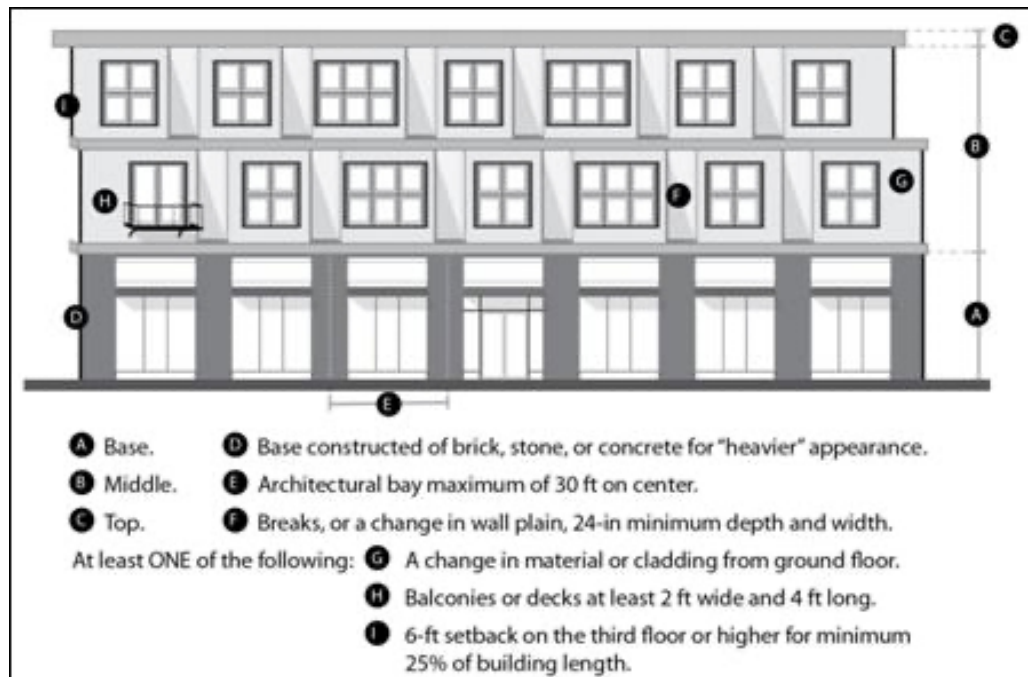 C
I
B
H
F
G
D
A
E
A Base. D Base constructed of brick, stone, or concrete for "heavier" appearance.
B Middle. E Architectural bay maximum of 30 ft on center.
C Top. F Breaks, or a change in wall plain, 24-in minimum depth and width.
At least ONE of the following: G A change in material or cladding from ground floor.
H Balconies or decks at least 2 ft wide and 4 ft long.
I 6-ft setback on the third floor or higher for minimum
25% of building length.